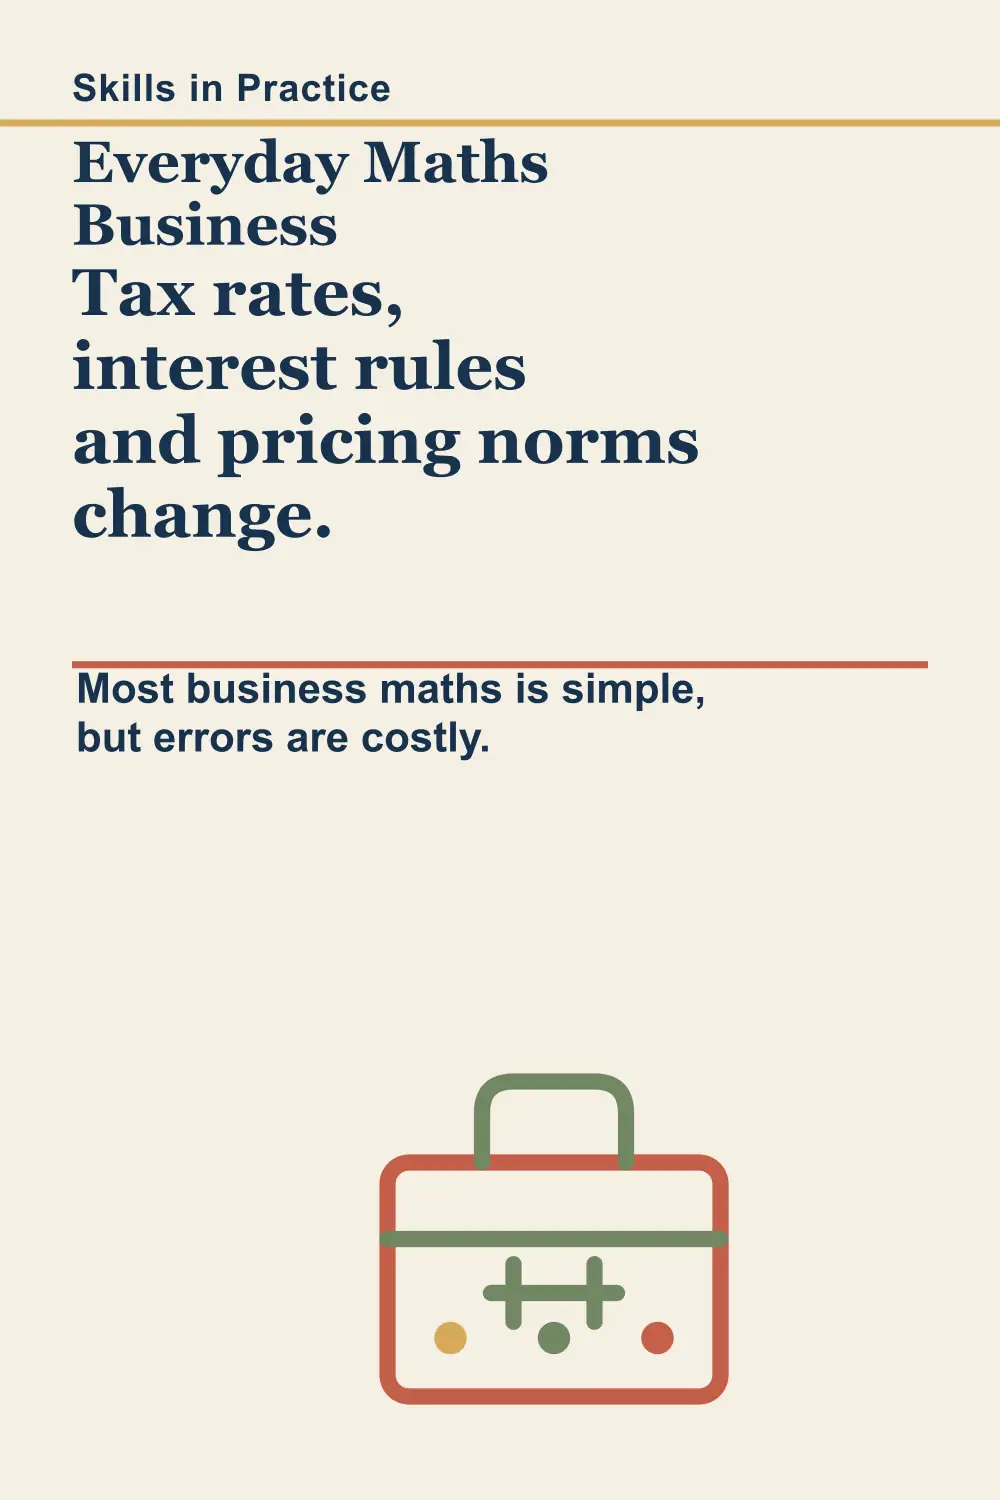 Skills in Practice
Everyday Maths
Business
Tax rates,
interest rules
and pricing norms
change.
Most business maths is simple,
but errors are costly.